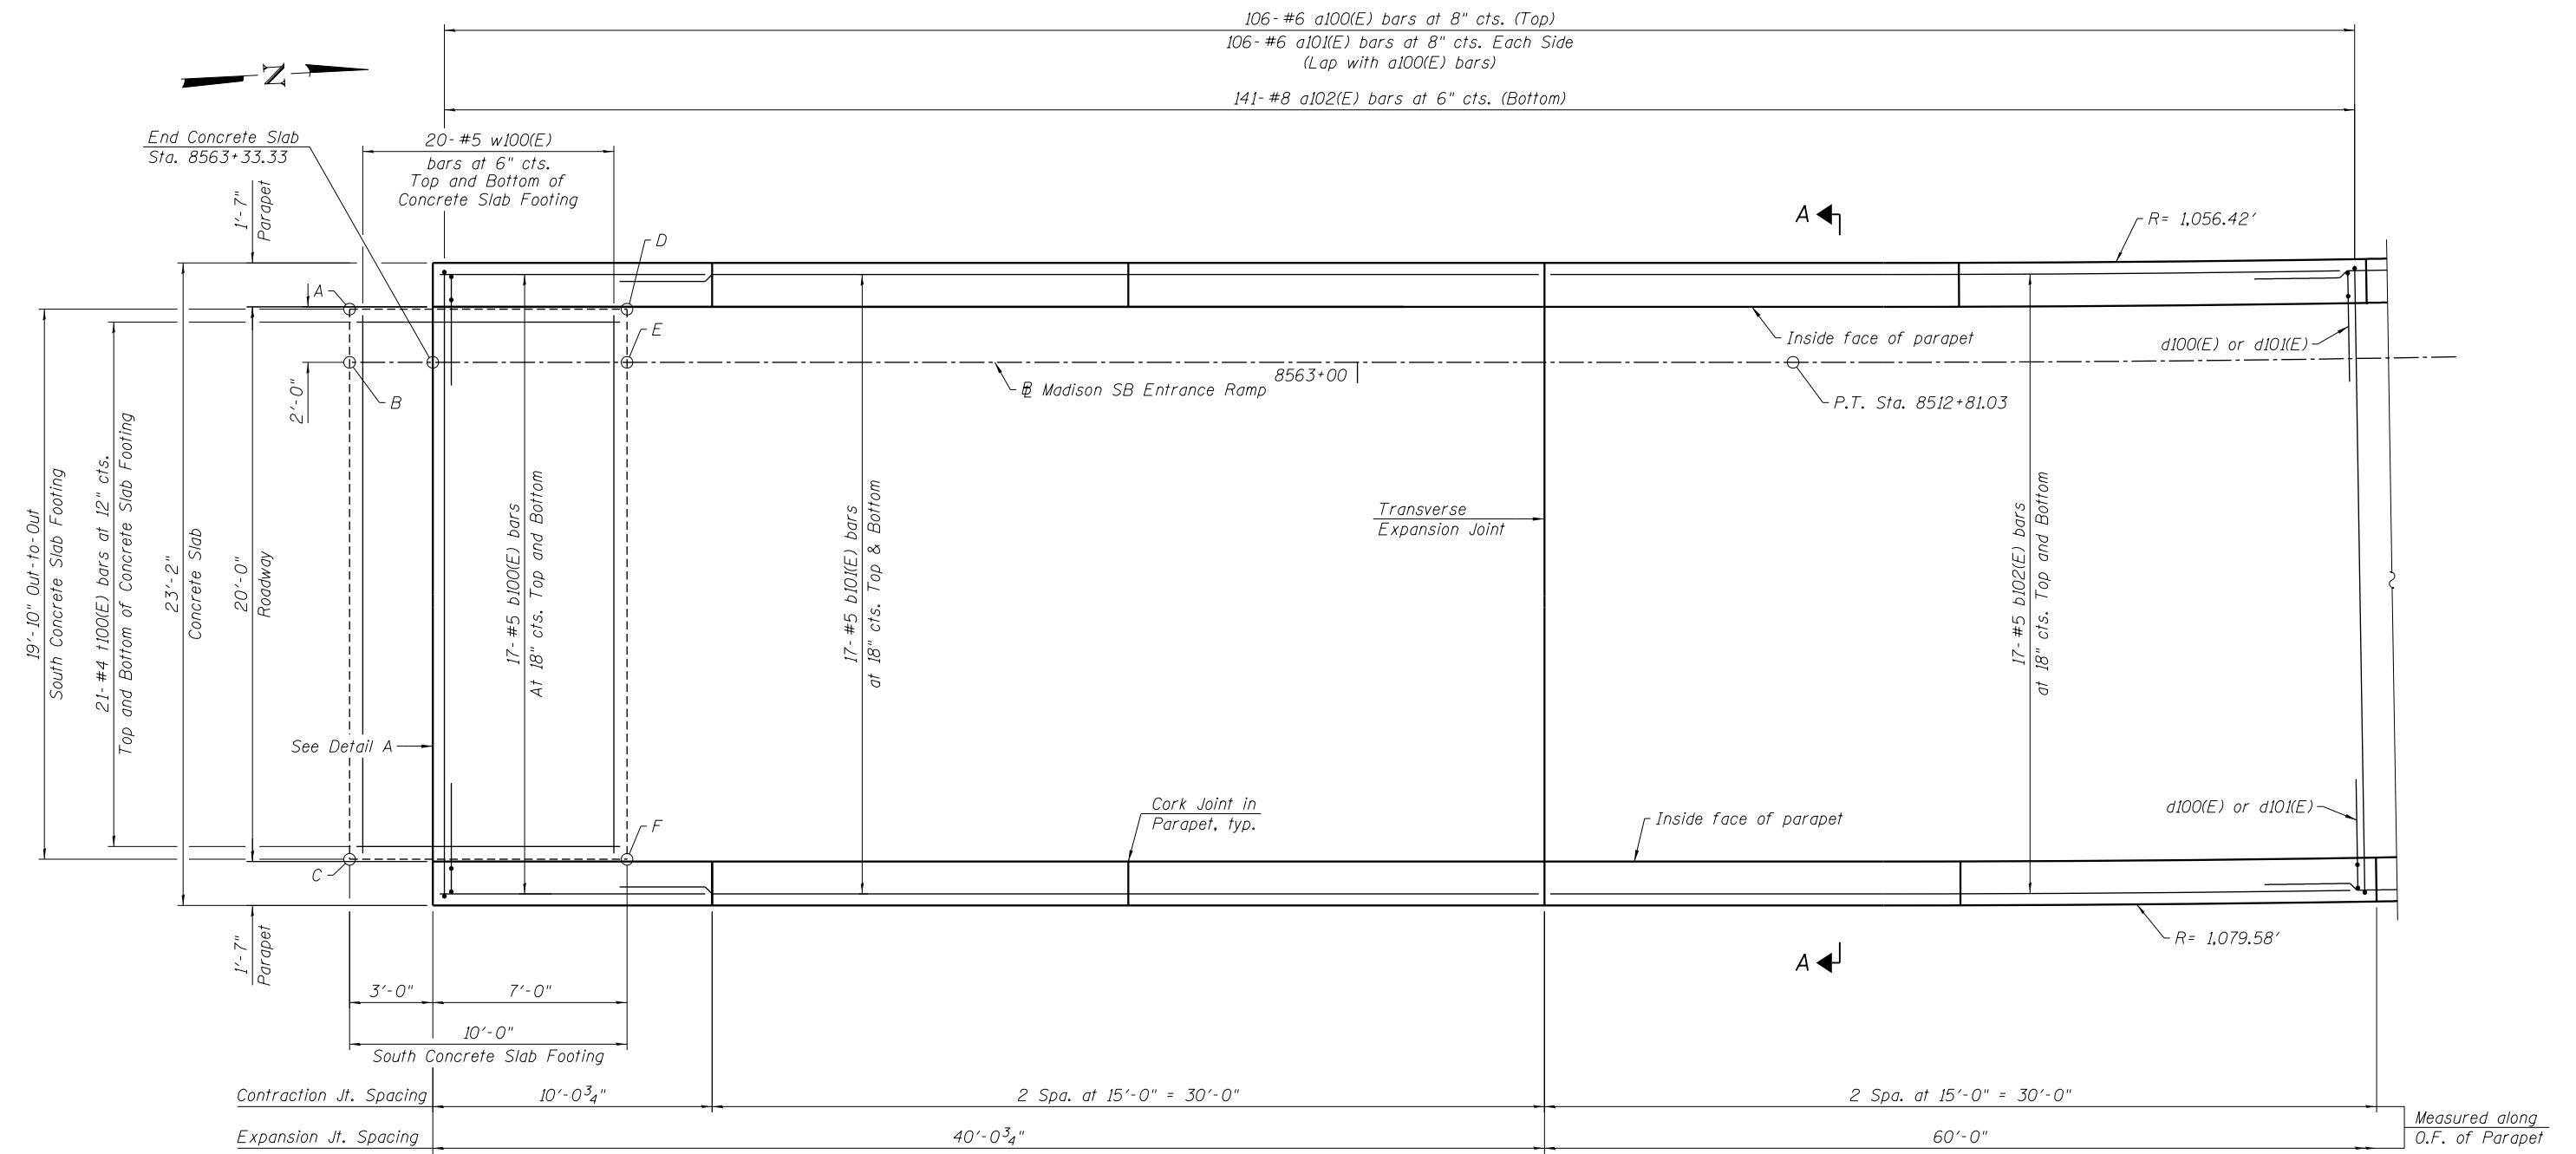 106-#6 a100(E) bars at 8" cts. (Top)
106-#6 a101(E) bars at 8" cts. Each Side
(Lap with a100(E) bars)
N
141-#8 a102(E) bars at 6" cts. (Bottom)
End Concrete Slab
Sta. 8563+33.33
20-#5 w100(E)
bars at 6" cts.
Top and Bottom of
Concrete Slab Footing
1'-7"
Parapet
A
R= 1,056.42'
D
A
E
Inside face of parapet
d100(E) or d101(E)
8563+00
℄ Madison SB Entrance Ramp
B
2'-0"
P.T. Sta. 8512+81.03
19'-10" Out-to-Out
South Concrete Slab Footing
21-#4 t100(E) bars at 12" cts.
Top and Bottom of Concrete Slab Footing
23'-2"
Concrete Slab
20'-0"
Roadway
17-#5 b100(E) bars
At 18" cts. Top and Bottom
17-#5 b101(E) bars
at 18" cts. Top & Bottom
Transverse
Expansion Joint
17-#5 b102(E) bars
at 18" cts. Top and Bottom
See Detail A
Cork Joint in
Parapet, typ.
Inside face of parapet
d100(E) or d101(E)
F
C
1'-7"
Parapet
R= 1,079.58'
A
3'-0"
7'-0"
10'-0"
South Concrete Slab Footing
Contraction Jt. Spacing
10'-0¾"
2 Spa. at 15'-0" = 30'-0"
2 Spa. at 15'-0" = 30'-0"
Measured along
O.F. of Parapet
Expansion Jt. Spacing
40'-0¾"
60'-0"